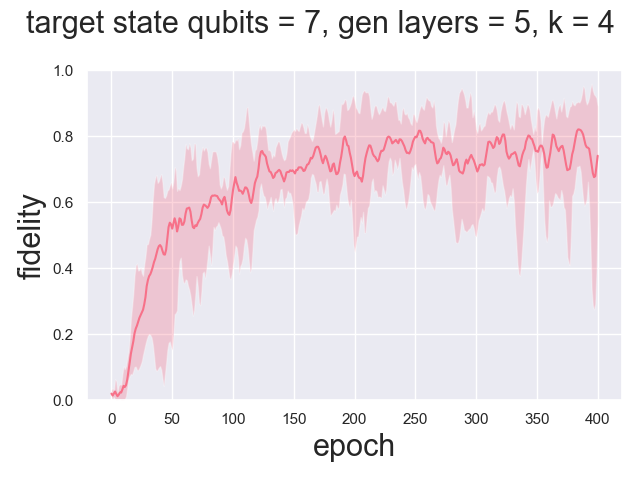 target state qubits = 7, gen layers = 5, k = 4
1.0
0.8
0.6
0.4
0.2
0.0
fidelity
0 50 100 150 200 250 300 350 400
epoch